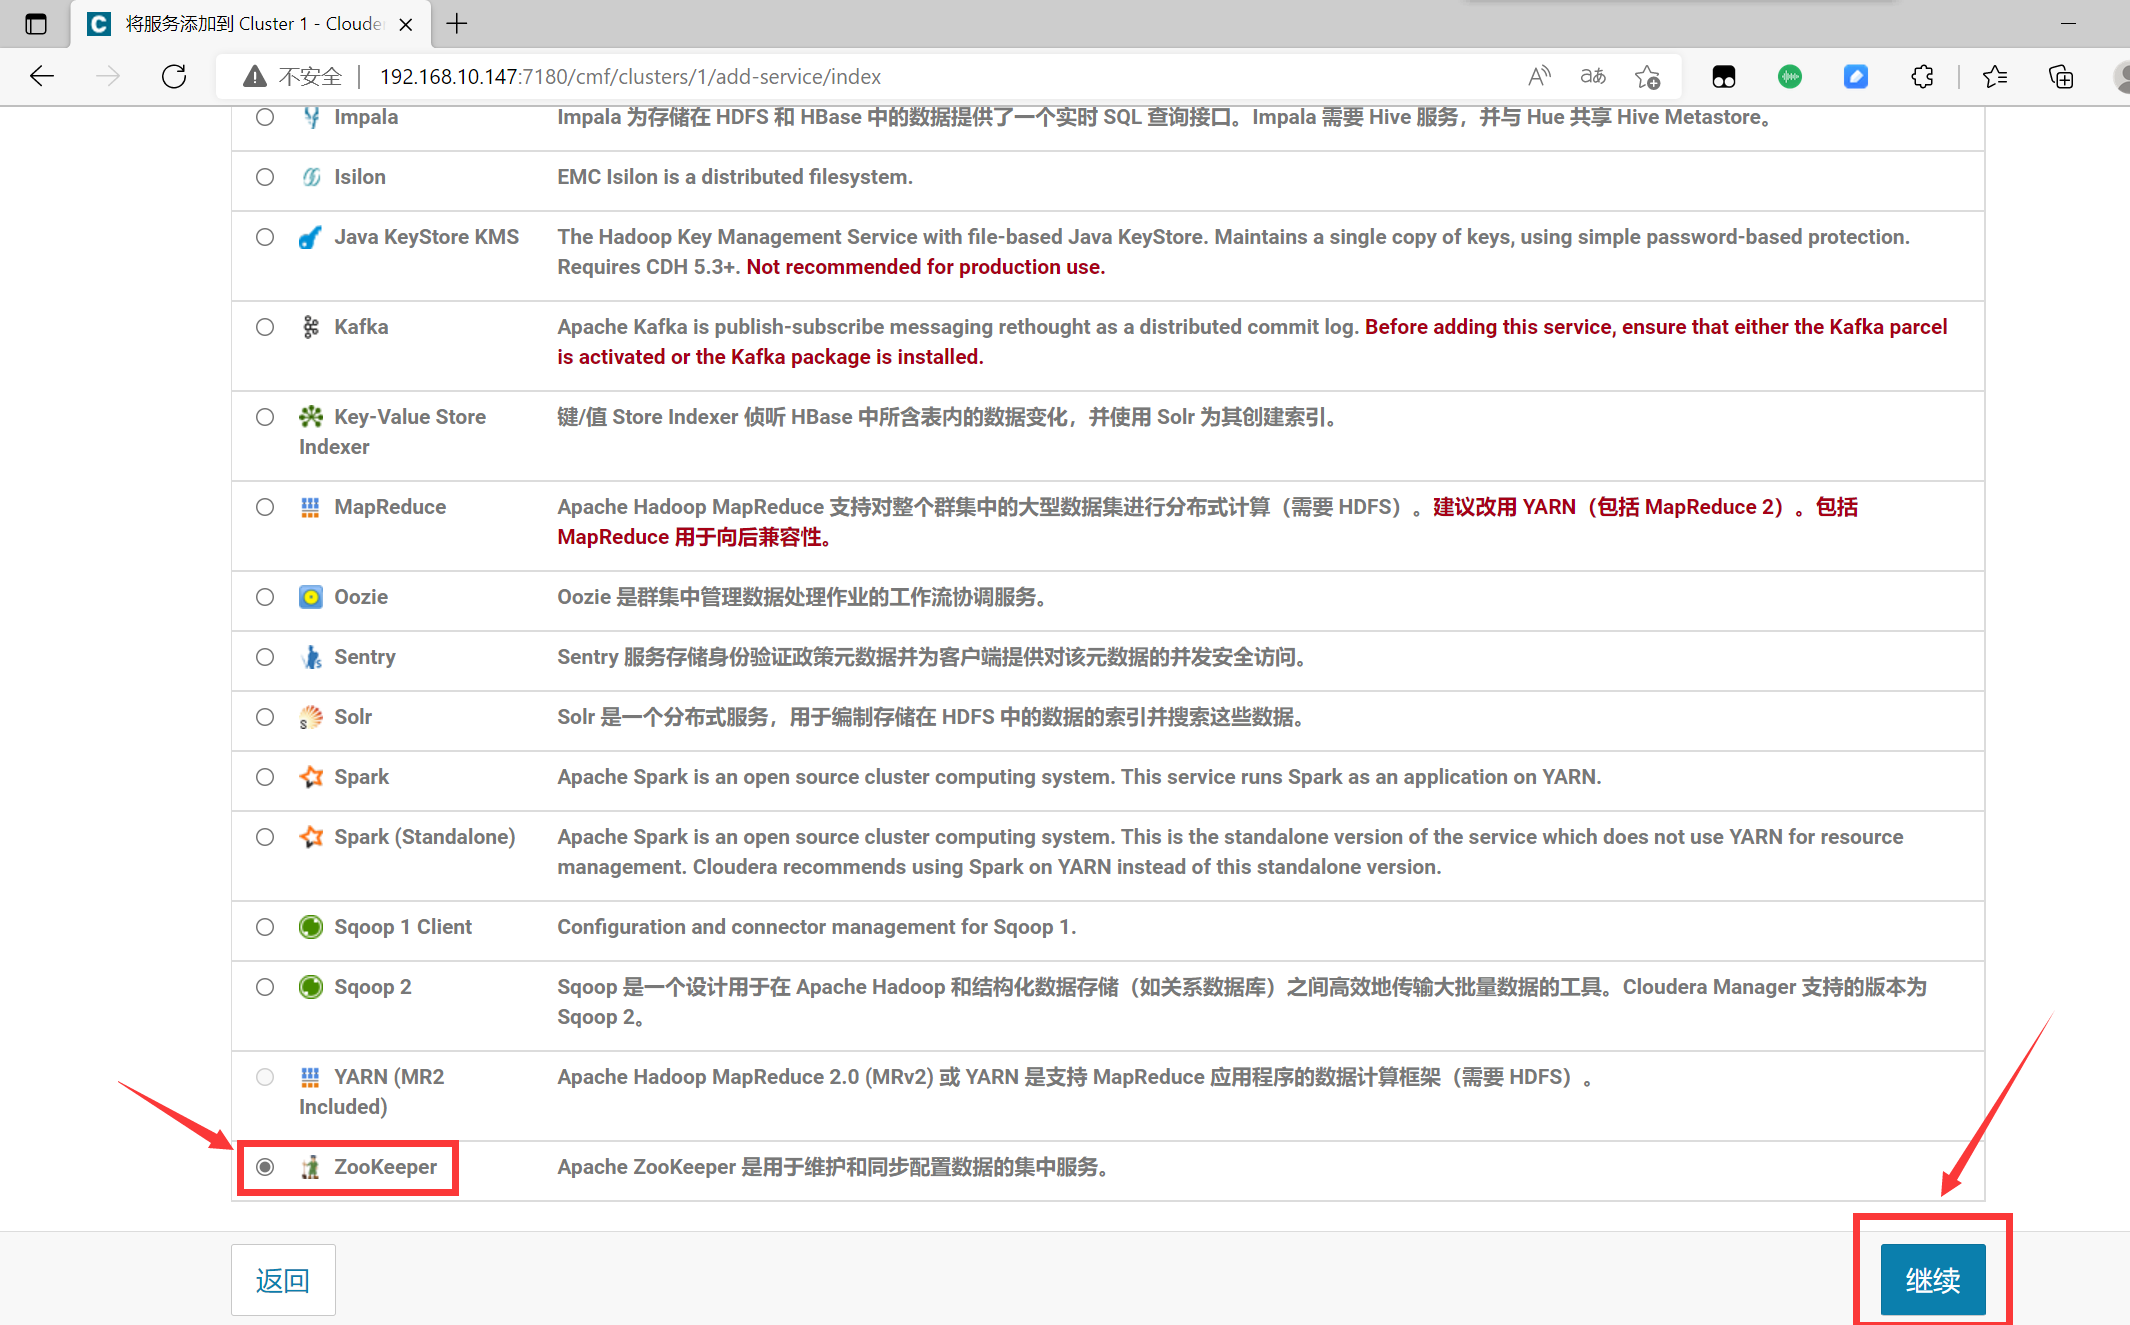 将服务添加到 Cluster 1 - Cloude
不安全 192.168.10.147:7180/cmf/clusters/1/add-service/index
Impala Impala 为存储在 HDFS 和 HBase 中的数据提供了一个实时 SQL 查询接口。Impala 需要 Hive 服务，并与 Hue 共享 Hive Metastore。
Isilon EMC Isilon is a distributed filesystem.
Java KeyStore KMS The Hadoop Key Management Service with file-based Java KeyStore. Maintains a single copy of keys, using simple password-based protection.
Requires CDH 5.3+. Not recommended for production use.
Kafka Apache Kafka is publish-subscribe messaging rethought as a distributed commit log. Before adding this service, ensure that either the Kafka parcel
is activated or the Kafka package is installed.
Key-Value Store 键/值 Store Indexer 侦听 HBase 中所含表内的数据变化，并使用 Solr 为其创建索引。
Indexer
MapReduce Apache Hadoop MapReduce 支持对整个群集中的大型数据集进行分布式计算（需要 HDFS）。建议改用 YARN（包括 MapReduce 2）。包括
MapReduce 用于向后兼容性。
Oozie Oozie 是群集中管理数据处理作业的工作流协调服务。
Sentry Sentry 服务存储身份验证政策元数据并为客户端提供对该元数据的并发安全访问。
Solr Solr 是一个分布式服务，用于编制存储在 HDFS 中的数据的索引并搜索这些数据。
Spark Apache Spark is an open source cluster computing system. This service runs Spark as an application on YARN.
Spark (Standalone) Apache Spark is an open source cluster computing system. This is the standalone version of the service which does not use YARN for resource
management. Cloudera recommends using Spark on YARN instead of this standalone version.
Sqoop 1 Client Configuration and connector management for Sqoop 1.
Sqoop 2 Sqoop 是一个设计用于在 Apache Hadoop 和结构化数据存储（如关系数据库）之间高效地传输大批量数据的工具。Cloudera Manager 支持的版本为
Sqoop 2。
YARN (MR2 Apache Hadoop MapReduce 2.0 (MRv2) 或 YARN 是支持 MapReduce 应用程序的数据计算框架（需要 HDFS）。
Included)
ZooKeeper Apache ZooKeeper 是用于维护和同步配置数据的集中服务。
返回 继续